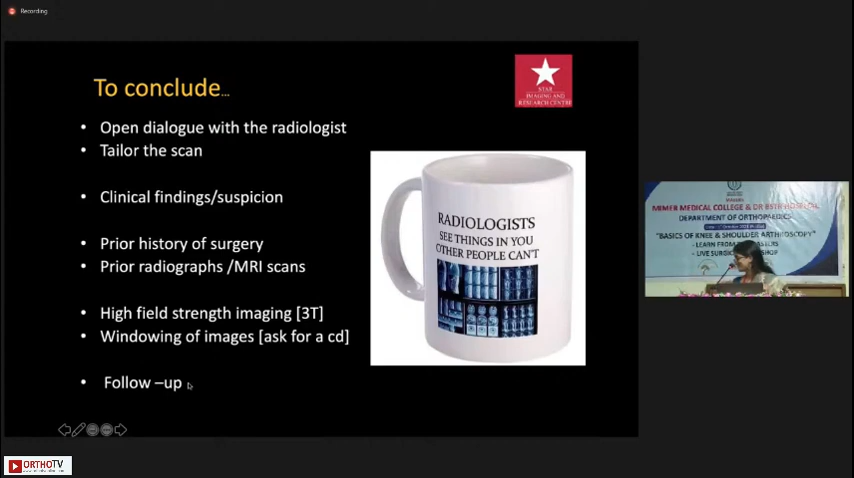 Recording
To conclude...
STAR
IMAGING AND
RESEARCH CENTRE
• Open dialogue with the radiologist
• Tailor the scan
• Clinical findings/suspicion
• Prior history of surgery
• Prior radiographs /MRI scans
• High field strength imaging [3T]
• Windowing of images [ask for a cd]
• Follow –up
RADIOLOGISTS
SEE THINGS IN YOU
OTHER PEOPLE CAN'T
MIMER MEDICAL COLLEGE & DR BSTR HOSPITAL
DEPARTMENT OF ORTHOPAEDICS
"BASICS OF KNEE & SHOULDER ARTHROSCOPY"
- LEARN FROM
- LIVE
ORTHOTV